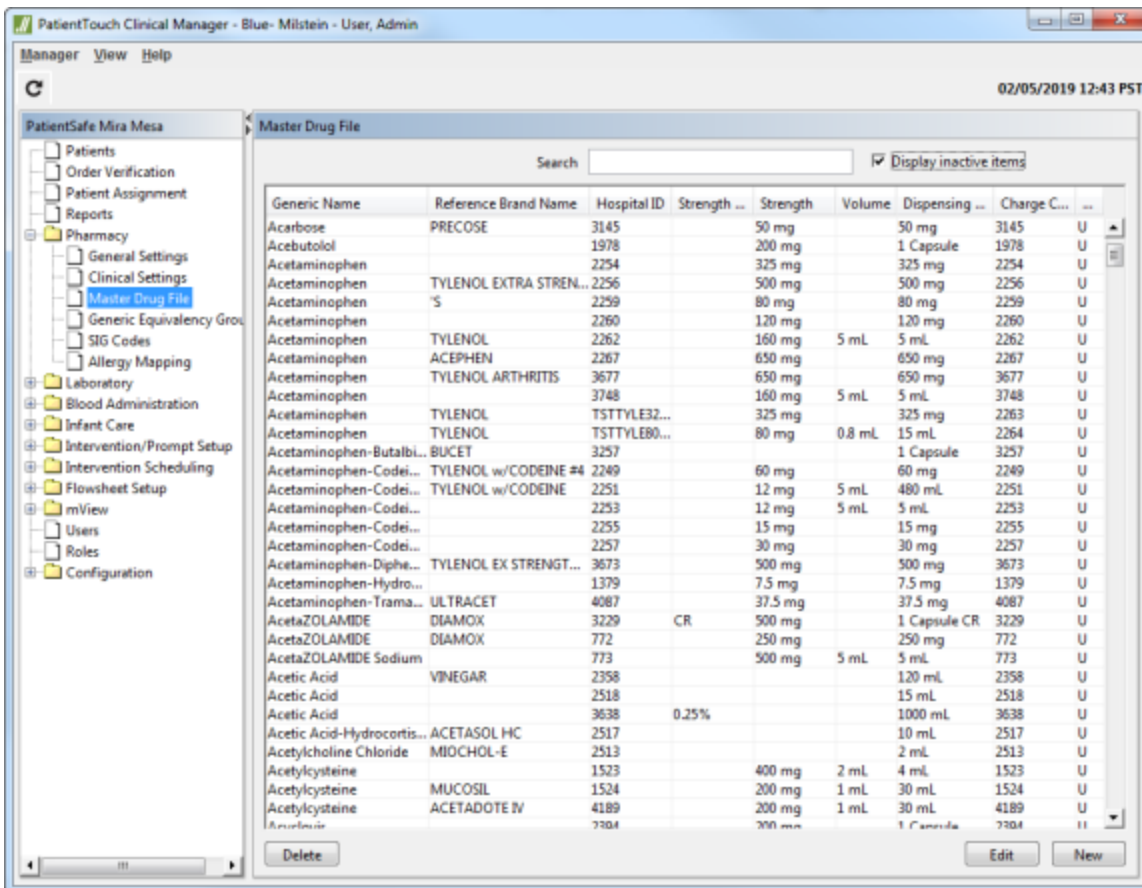 PatientTouch Clinical Manager - Blue- Milstein - User, Admin
Manager View Help
02/05/2019 12:43 PST
PatientSafe Mira Mesa
Patients
Order Verification
Patient Assignment
Reports
Pharmacy
General Settings
Clinical Settings
Master Drug File
Generic Equivalency Grou
SIG Codes
Allergy Mapping
Laboratory
Blood Administration
Infant Care
Intervention/Prompt Setup
Intervention Scheduling
Flowsheet Setup
mView
Users
Roles
Configuration
Master Drug File
Search Display inactive items
Generic Name Reference Brand Name Hospital ID Strength ... Strength Volume Dispensing ... Charge C... ...
Acarbose PRECOSE 3145 50 mg 50 mg 3145 U
Acebutolol 1978 200 mg 1 Capsule 1978 U
Acetaminophen 2254 325 mg 325 mg 2254 U
Acetaminophen TYLENOL EXTRA STREN... 2256 500 mg 500 mg 2256 U
Acetaminophen 'S 2259 80 mg 80 mg 2259 U
Acetaminophen 2260 120 mg 120 mg 2260 U
Acetaminophen TYLENOL 2262 160 mg 5 mL 5 mL 2262 U
Acetaminophen ACEPHEN 2267 650 mg 650 mg 2267 U
Acetaminophen TYLENOL ARTHRITIS 3677 650 mg 650 mg 3677 U
Acetaminophen 3748 160 mg 5 mL 5 mL 3748 U
Acetaminophen TYLENOL TSTTYLE32... 325 mg 325 mg 2263 U
Acetaminophen TYLENOL TSTTYLE80... 80 mg 0.8 mL 15 mL 2264 U
Acetaminophen-Butalbi... BUCET 3257 1 Capsule 3257 U
Acetaminophen-Codei... TYLENOL w/CODEINE #4 2249 60 mg 60 mg 2249 U
Acetaminophen-Codei... TYLENOL w/CODEINE 2251 12 mg 5 mL 480 mL 2251 U
Acetaminophen-Codei... 2253 12 mg 5 mL 5 mL 2253 U
Acetaminophen-Codei... 2255 15 mg 15 mg 2255 U
Acetaminophen-Codei... 2257 30 mg 30 mg 2257 U
Acetaminophen-Diphe... TYLENOL EX STRENGT... 3673 500 mg 500 mg 3673 U
Acetaminophen-Hydro... 1379 7.5 mg 7.5 mg 1379 U
Acetaminophen-Trama... ULTRACET 4087 37.5 mg 37.5 mg 4087 U
AcetaZOLAMIDE DIAMOX 3229 CR 500 mg 1 Capsule CR 3229 U
AcetaZOLAMIDE DIAMOX 772 250 mg 250 mg 772 U
AcetaZOLAMIDE Sodium 773 500 mg 5 mL 5 mL 773 U
Acetic Acid VINEGAR 2358 120 mL 2358 U
Acetic Acid 2518 15 mL 2518 U
Acetic Acid 3638 0.25% 1000 mL 3638 U
Acetic Acid-Hydrocortis... ACETASOL HC 2517 10 mL 2517 U
Acetylcholine Chloride MIOCHOL-E 2513 2 mL 2513 U
Acetylcysteine 1523 400 mg 2 mL 4 mL 1523 U
Acetylcysteine MUCOSIL 1524 200 mg 1 mL 30 mL 1524 U
Acetylcysteine ACETADOTE IV 4189 200 mg 1 mL 30 mL 4189 U
Acyclovir 2394 200 mg 1 Capsule 2394 U
Delete Edit New